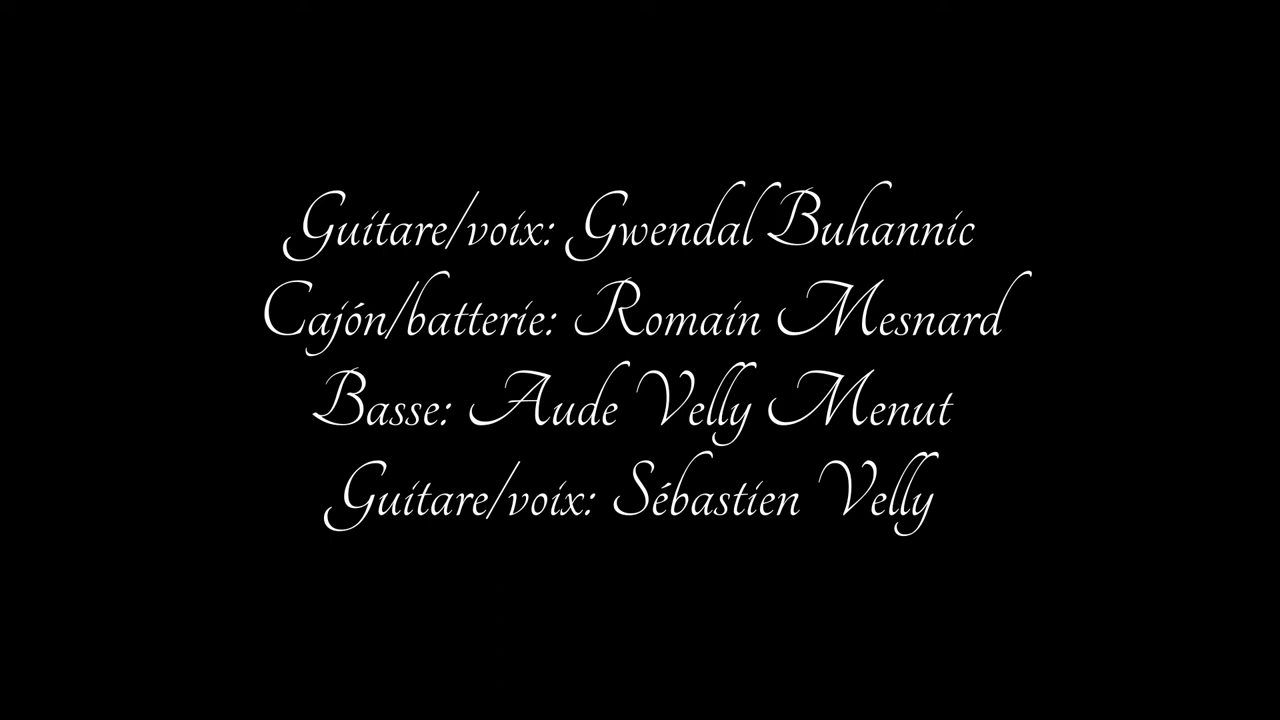 Guitare/voix: Gwendal Buhannic
Cajón/batterie: Romain Mesnard
Basse: Aude Velly Menut
Guitare/voix: Sébastien Velly